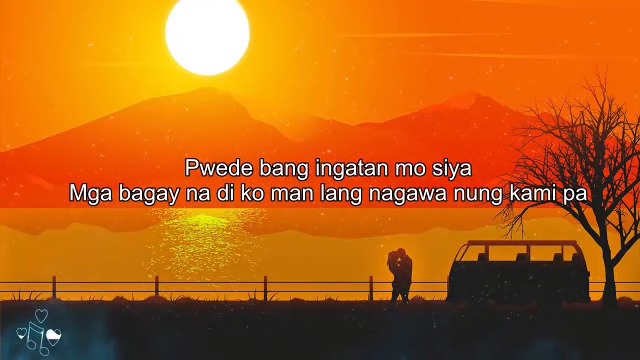 Pwede bang ingatan mo siya
Mga bagay na di ko man lang nagawa nung kami pa